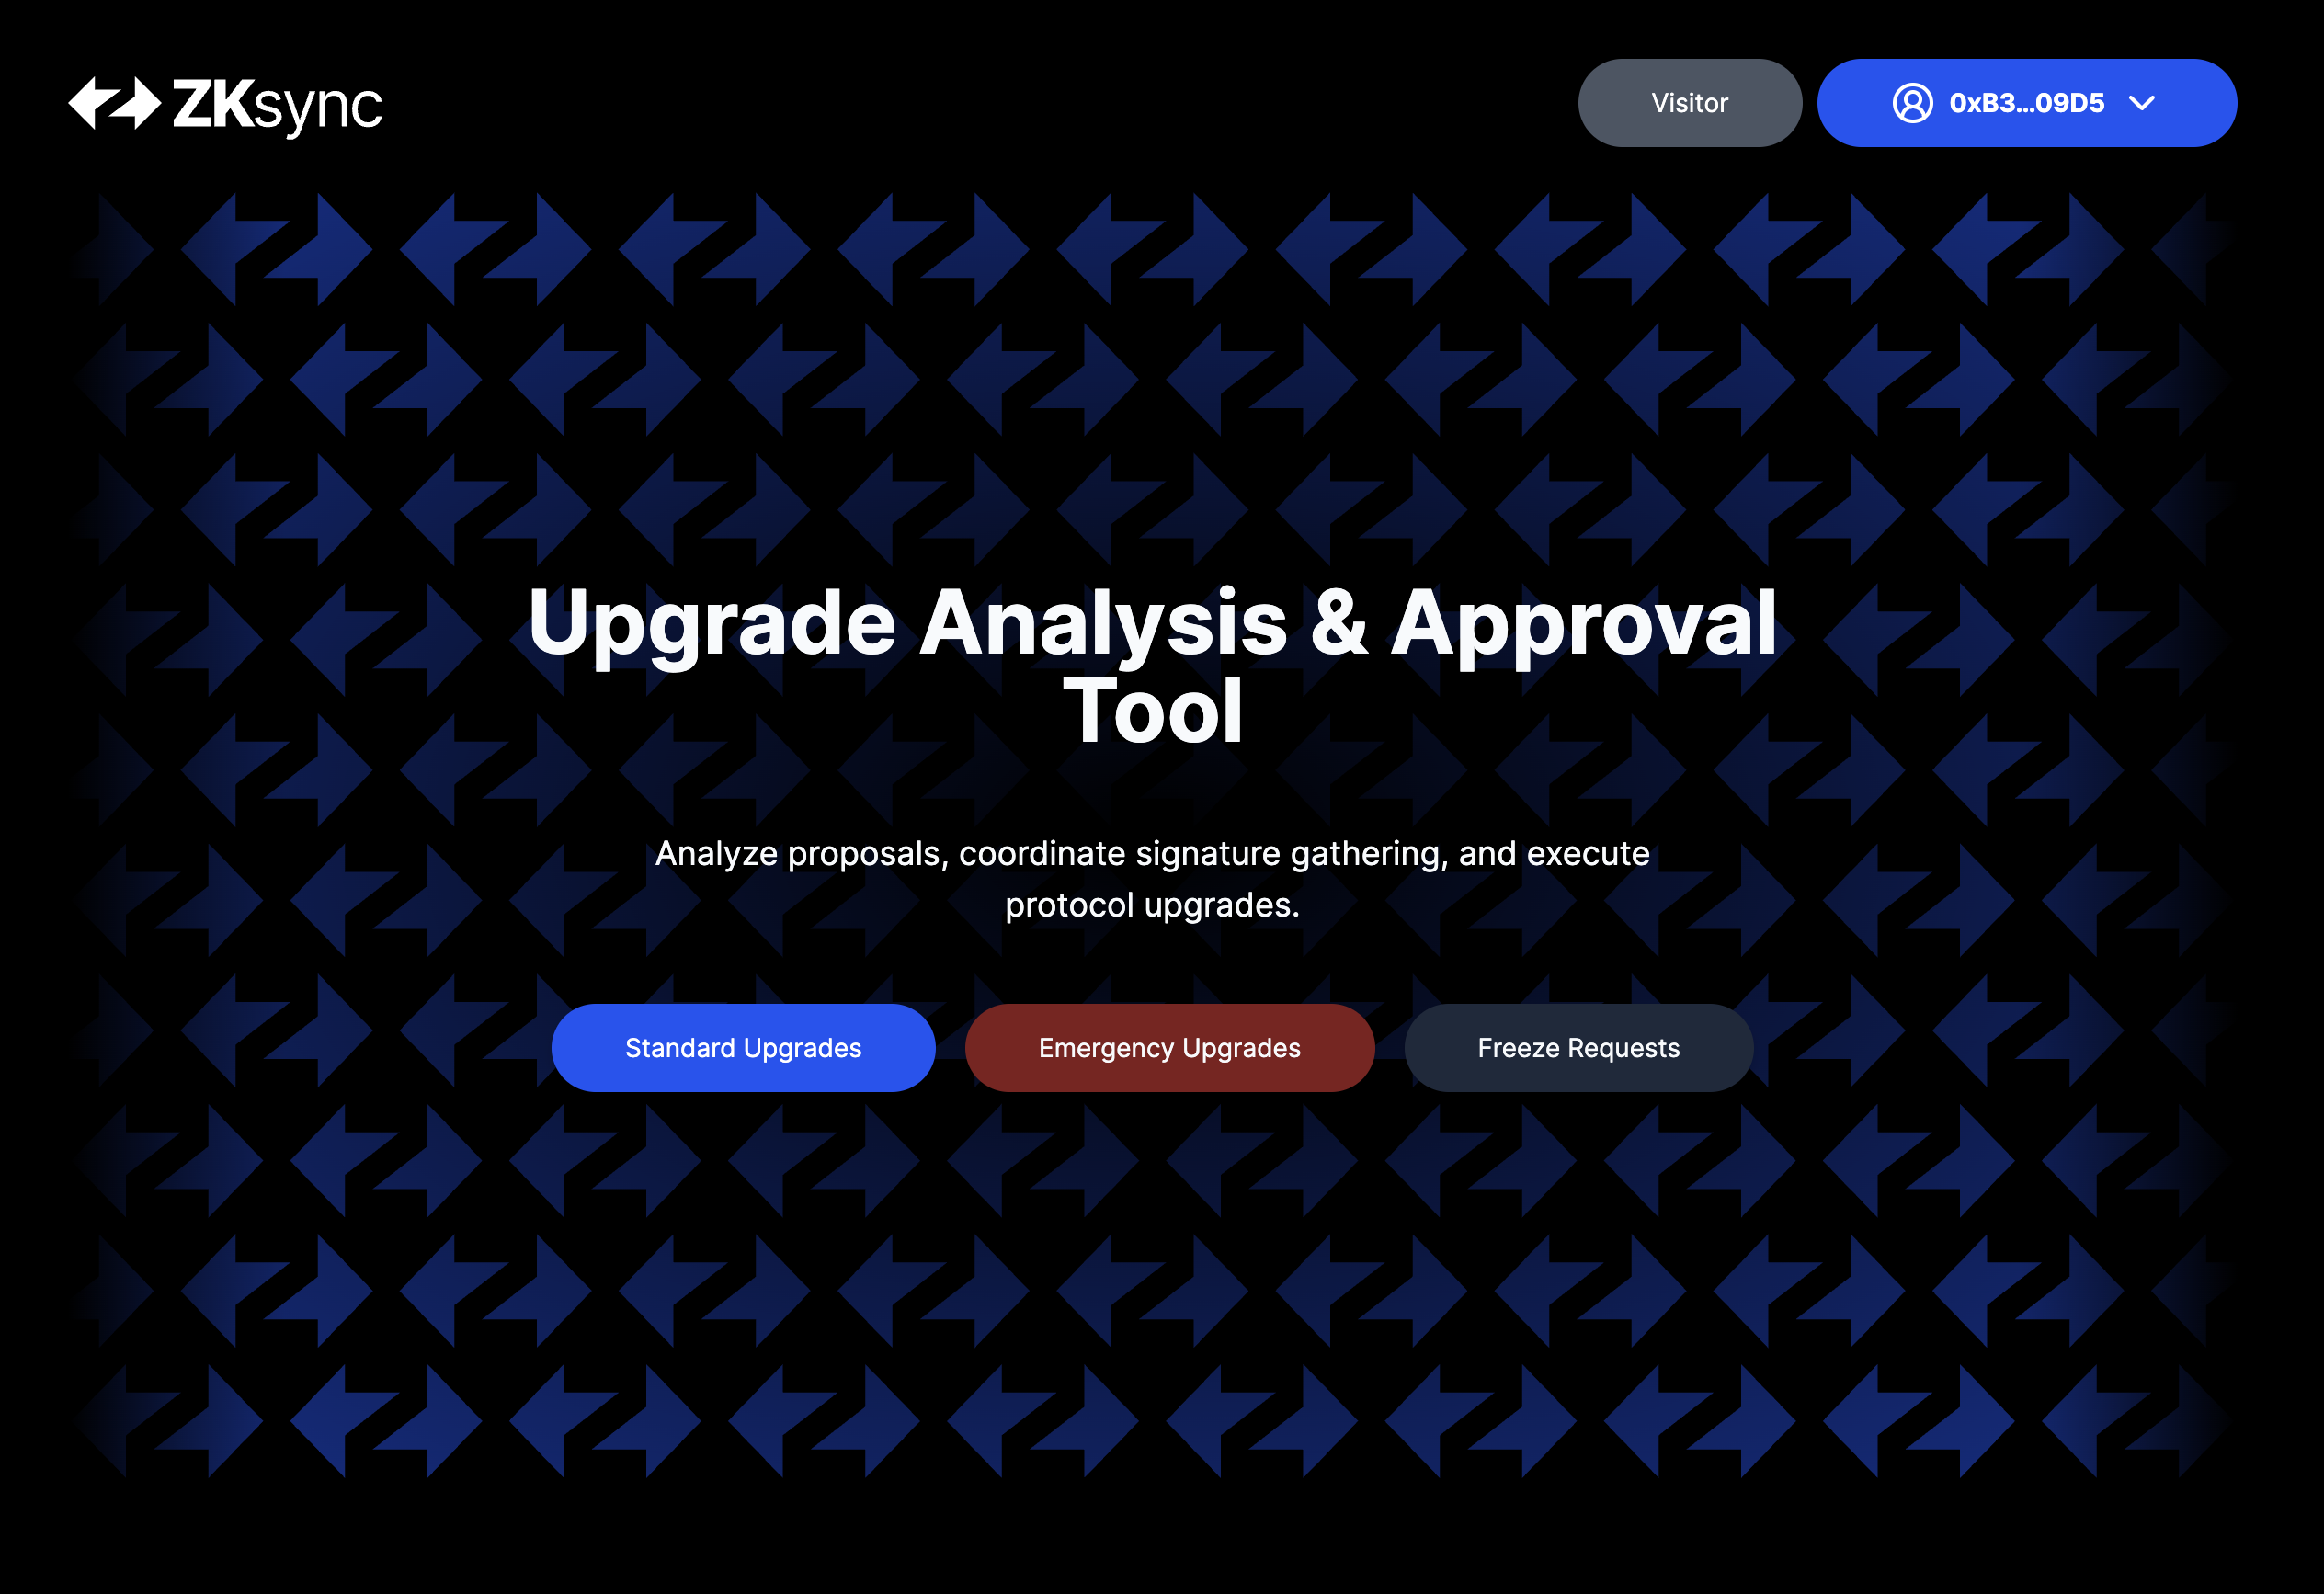 ZKsync
Visitor
0xB3...09D5
Upgrade Analysis & Approval
Tool
Analyze proposals, coordinate signature gathering, and execute
protocol upgrades.
Standard Upgrades
Emergency Upgrades
Freeze Requests